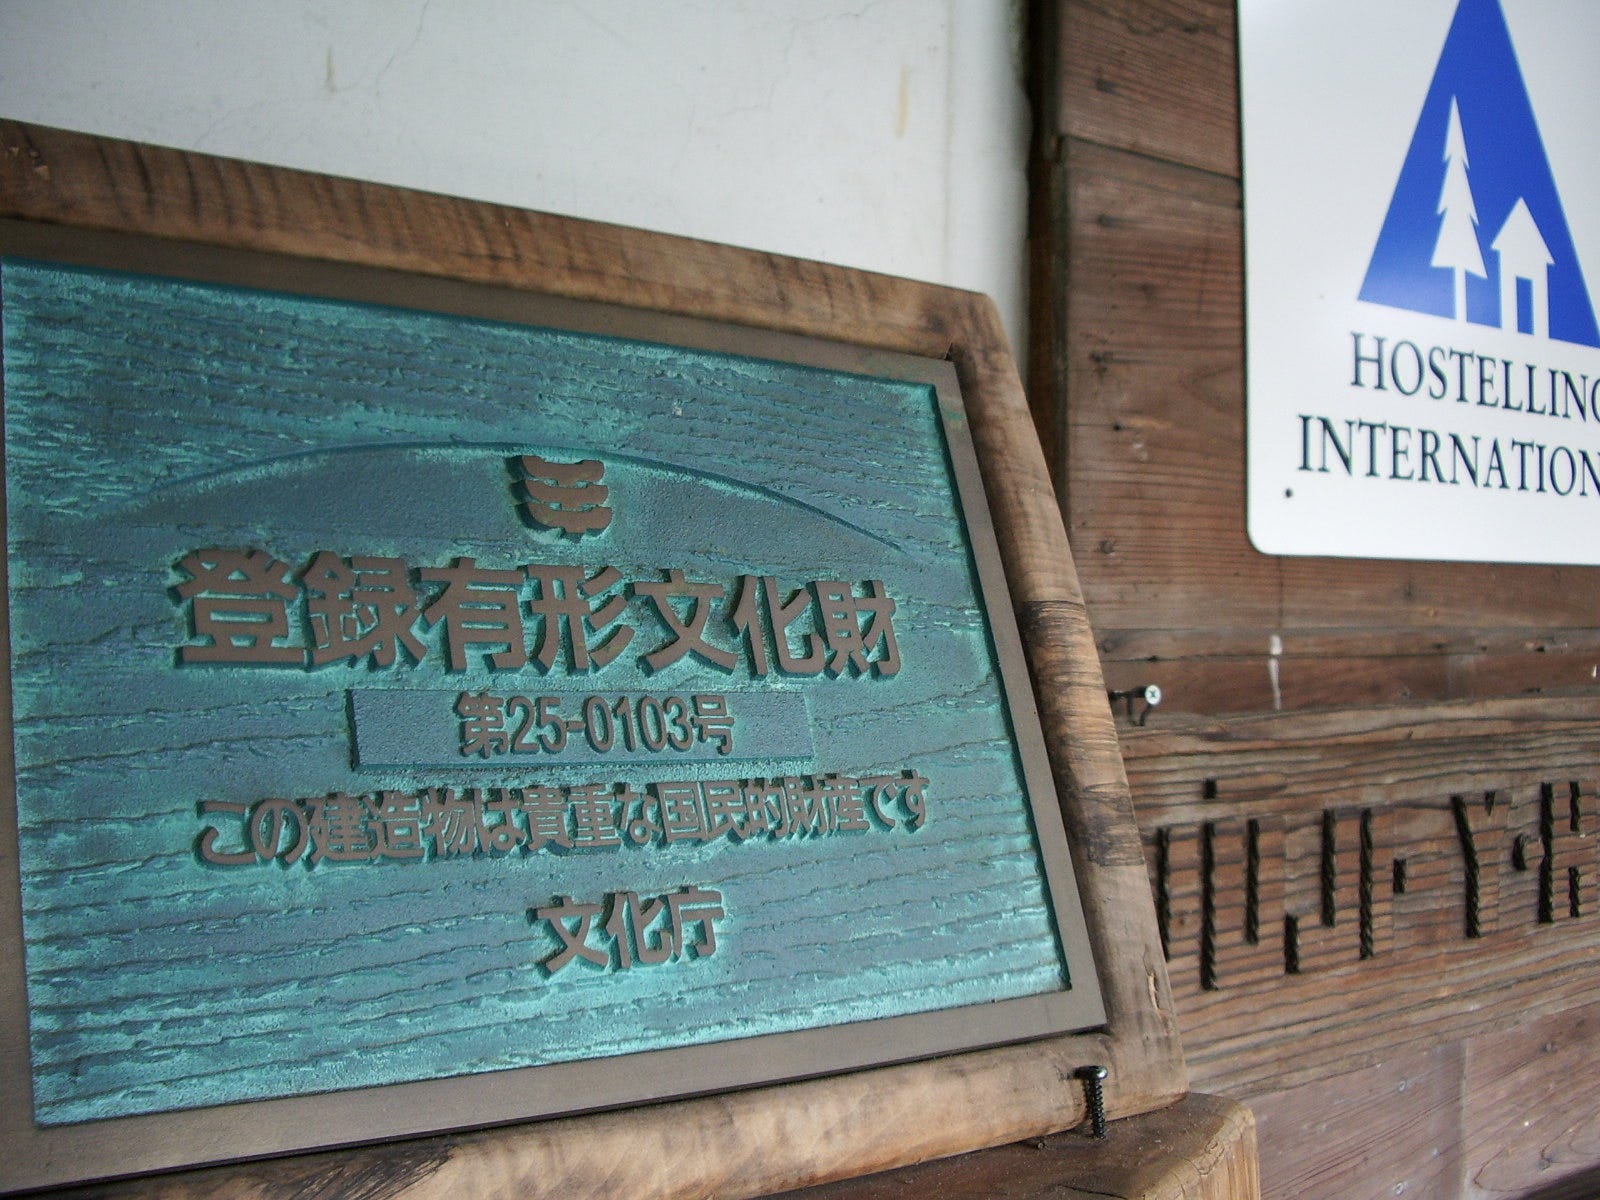 登録有形文化財
第25-0103号
この建造物は貴重な国民的財産です
文化庁
HOSTELLING
INTERNATION